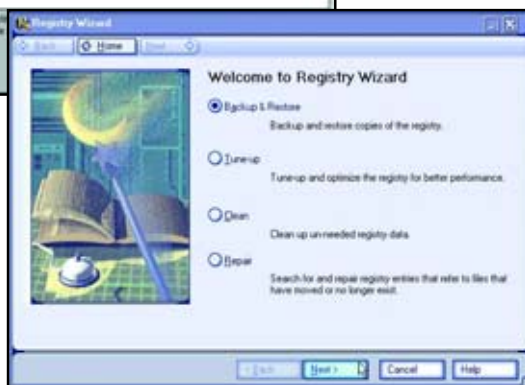 Registry Wizard
Back Home Next
Welcome to Registry Wizard
Backup & Restore
Backup and restore copies of the registry.
Tune-up
Tune-up and optimize the registry for better performance.
Clean
Clean up un-needed registry data.
Repair
Search for and repair registry entries that refer to files that
have moved or no longer exist.
< Back Next > Cancel Help